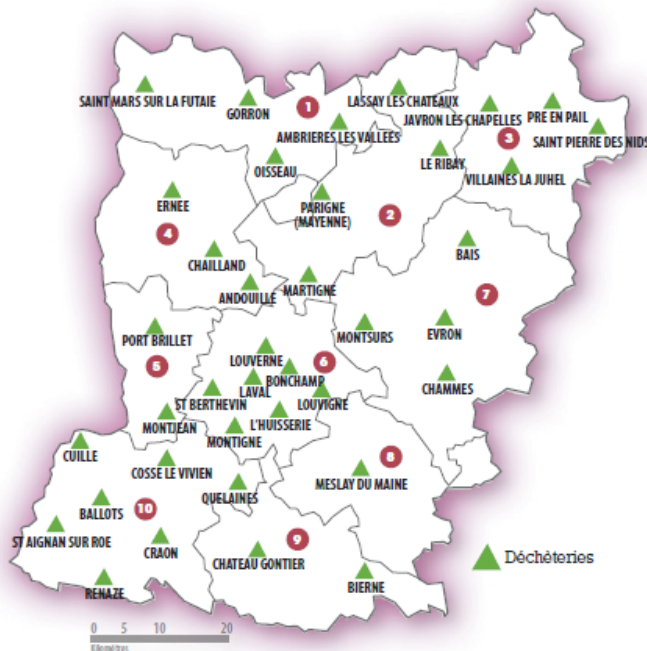 SAINT MARS SUR LA FUTAIE
GORRON
1
LASSAY LES CHATEAUX
AMBRIERES LES VALLEES
JAVRON LES CHAPELLES
PRE EN PAIL
3
SAINT PIERRE DES NIDS
OISSEAU
LE RIBAY
VILLAINES LA JUHEL
ERNEE
PARIGNE
(MAYENNE)
2
4
CHAILLAND
BAIS
ANDOUILLE
MARTIGNE
7
PORT BRILLET
MONTSURS
EVRON
LOUVERNE
6
5
BONCHAMP
LAVAL
CHAMMES
ST BERTHEVIN
LOUVIGNE
L'HUISSERIE
MONTJEAN
MONTIGNE
CUILLE
COSSE LE VIVIEN
8
MESLAY DU MAINE
QUELAINES
BALLOTS
10
ST AIGNAN SUR ROE
CRAON
9
CHATEAU GONTIER
Déchèteries
RENAZE
BIERNE
0 5 10 20
Kilomètres